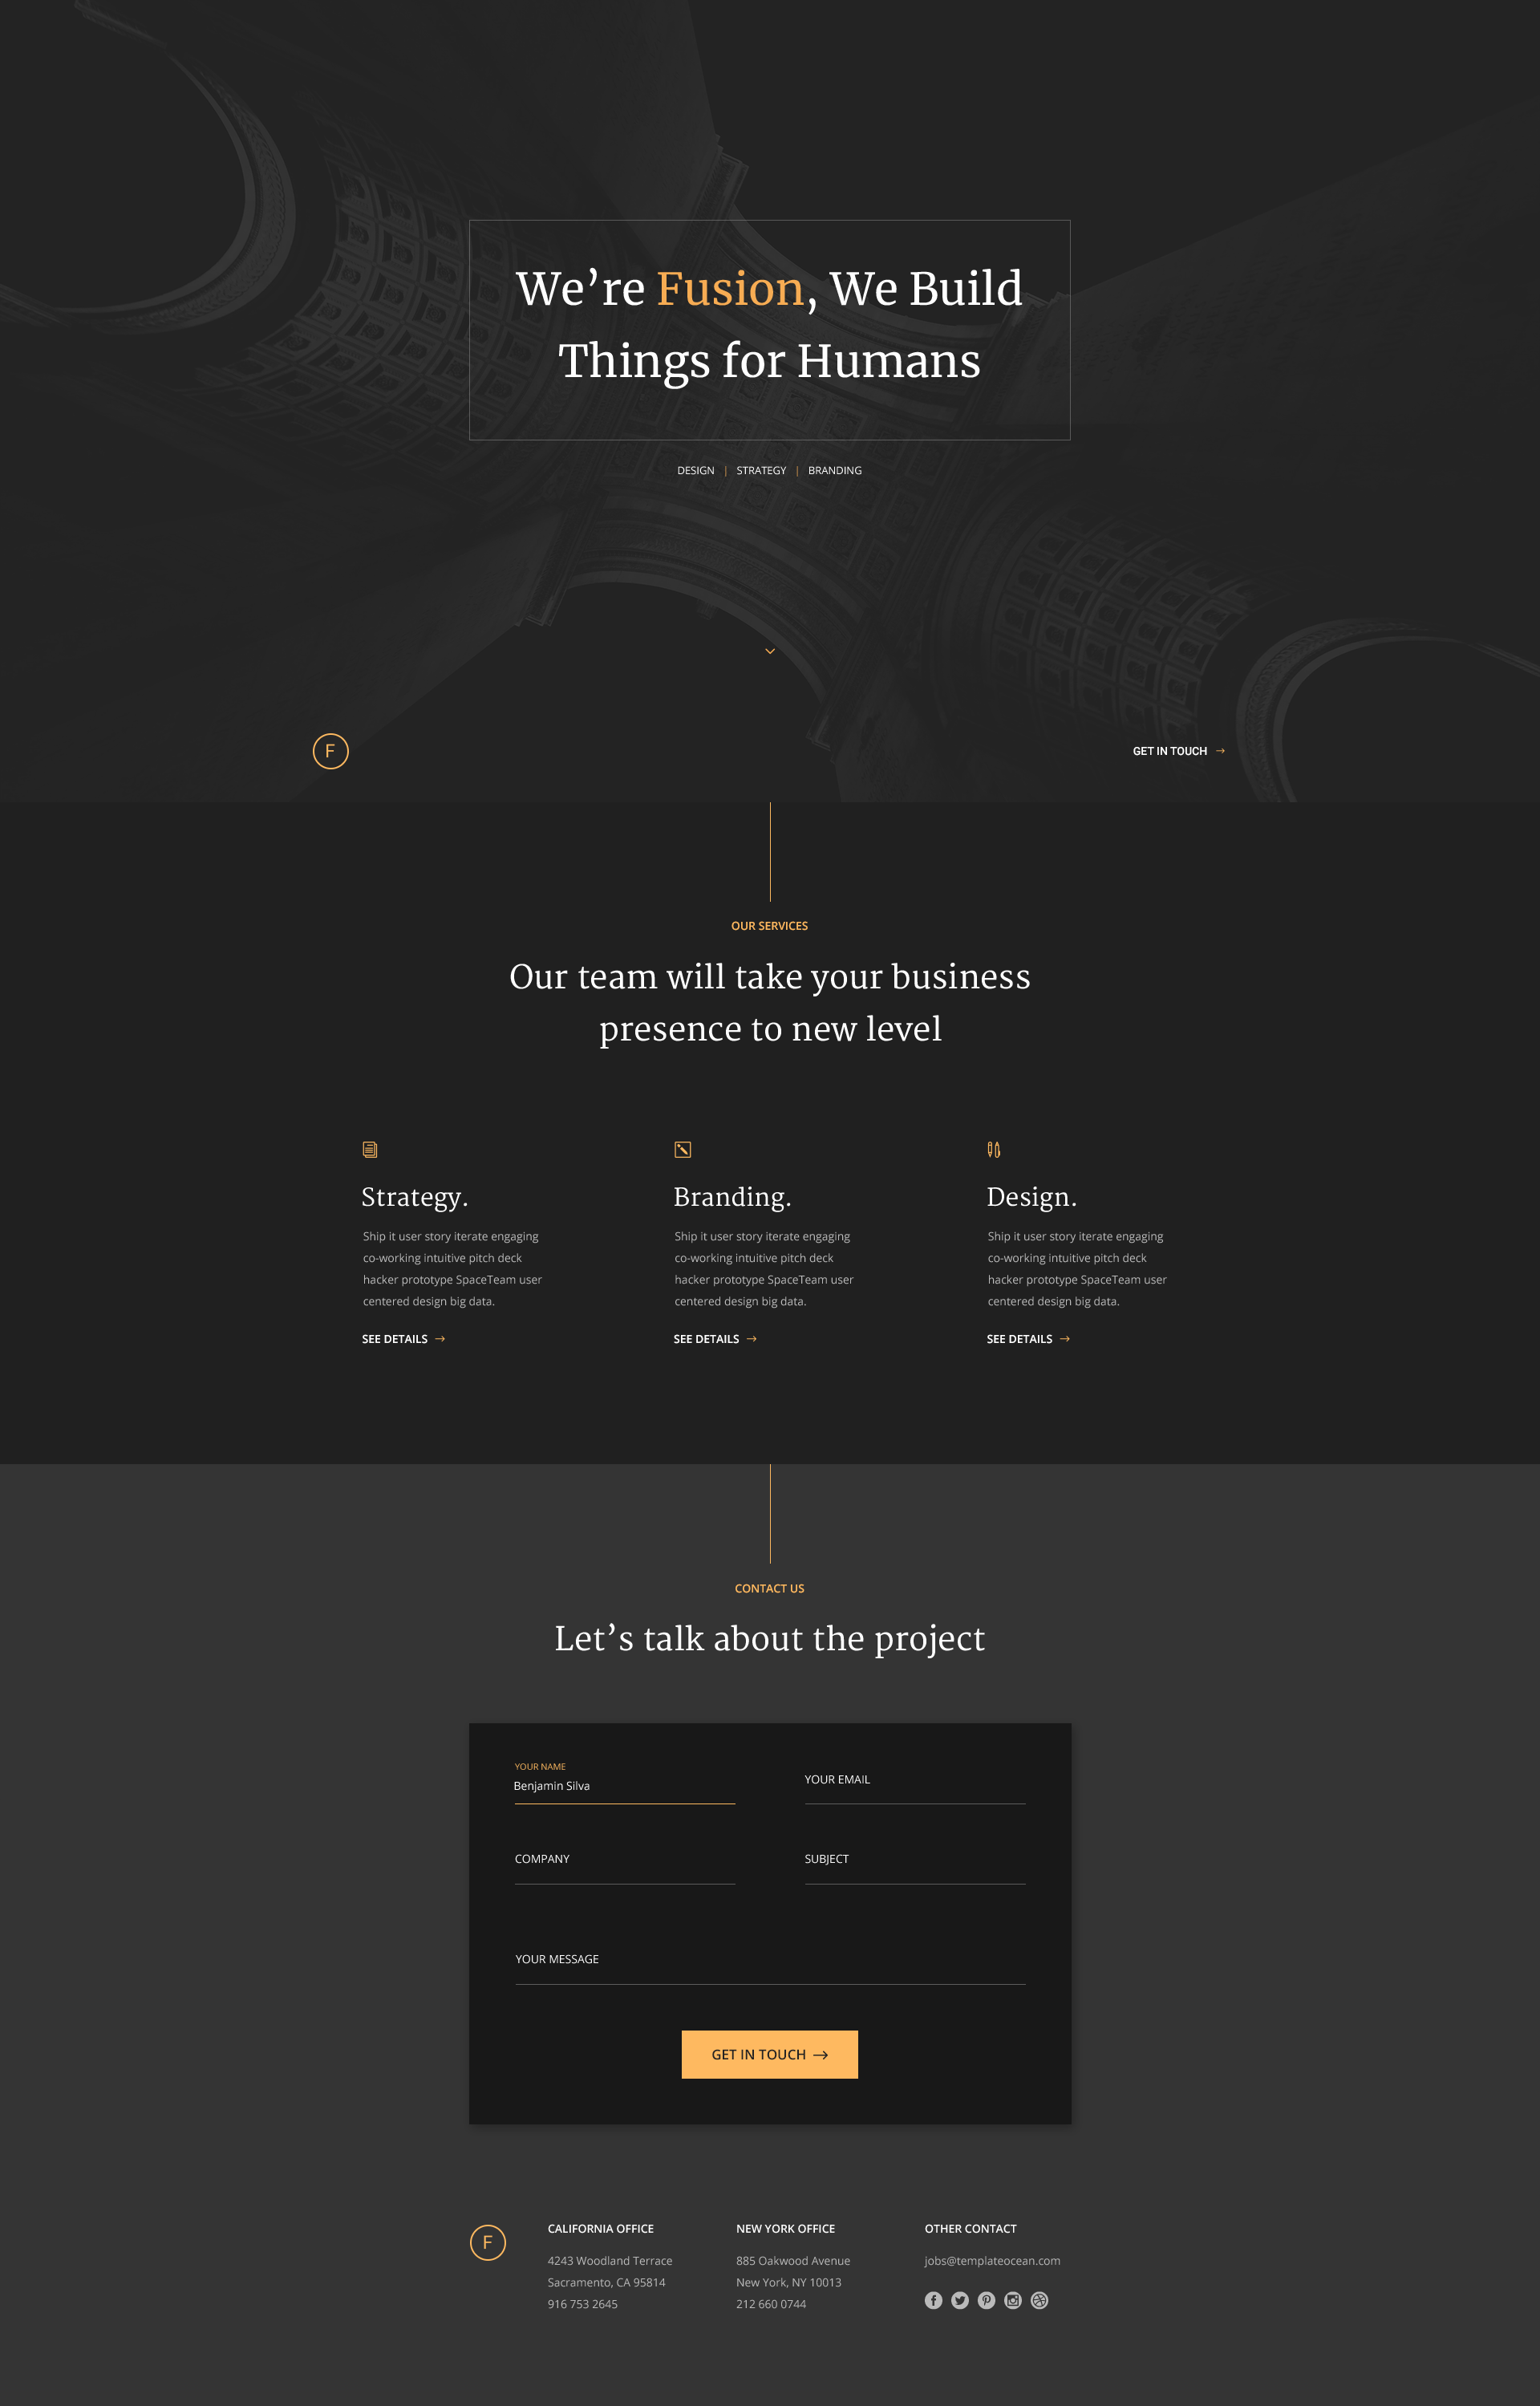 We’re Fusion, We Build
Things for Humans
DESIGN | STRATEGY | BRANDING
F
GET IN TOUCH →
OUR SERVICES
Our team will take your business
presence to new level
Strategy.
Ship it user story iterate engaging
co-working intuitive pitch deck
hacker prototype SpaceTeam user
centered design big data.
SEE DETAILS →
Branding.
Ship it user story iterate engaging
co-working intuitive pitch deck
hacker prototype SpaceTeam user
centered design big data.
SEE DETAILS →
Design.
Ship it user story iterate engaging
co-working intuitive pitch deck
hacker prototype SpaceTeam user
centered design big data.
SEE DETAILS →
CONTACT US
Let’s talk about the project
YOUR NAME
Benjamin Silva
YOUR EMAIL
COMPANY
SUBJECT
YOUR MESSAGE
GET IN TOUCH →
F
CALIFORNIA OFFICE
4243 Woodland Terrace
Sacramento, CA 95814
916 753 2645
NEW YORK OFFICE
885 Oakwood Avenue
New York, NY 10013
212 660 0744
OTHER CONTACT
jobs@templateocean.com